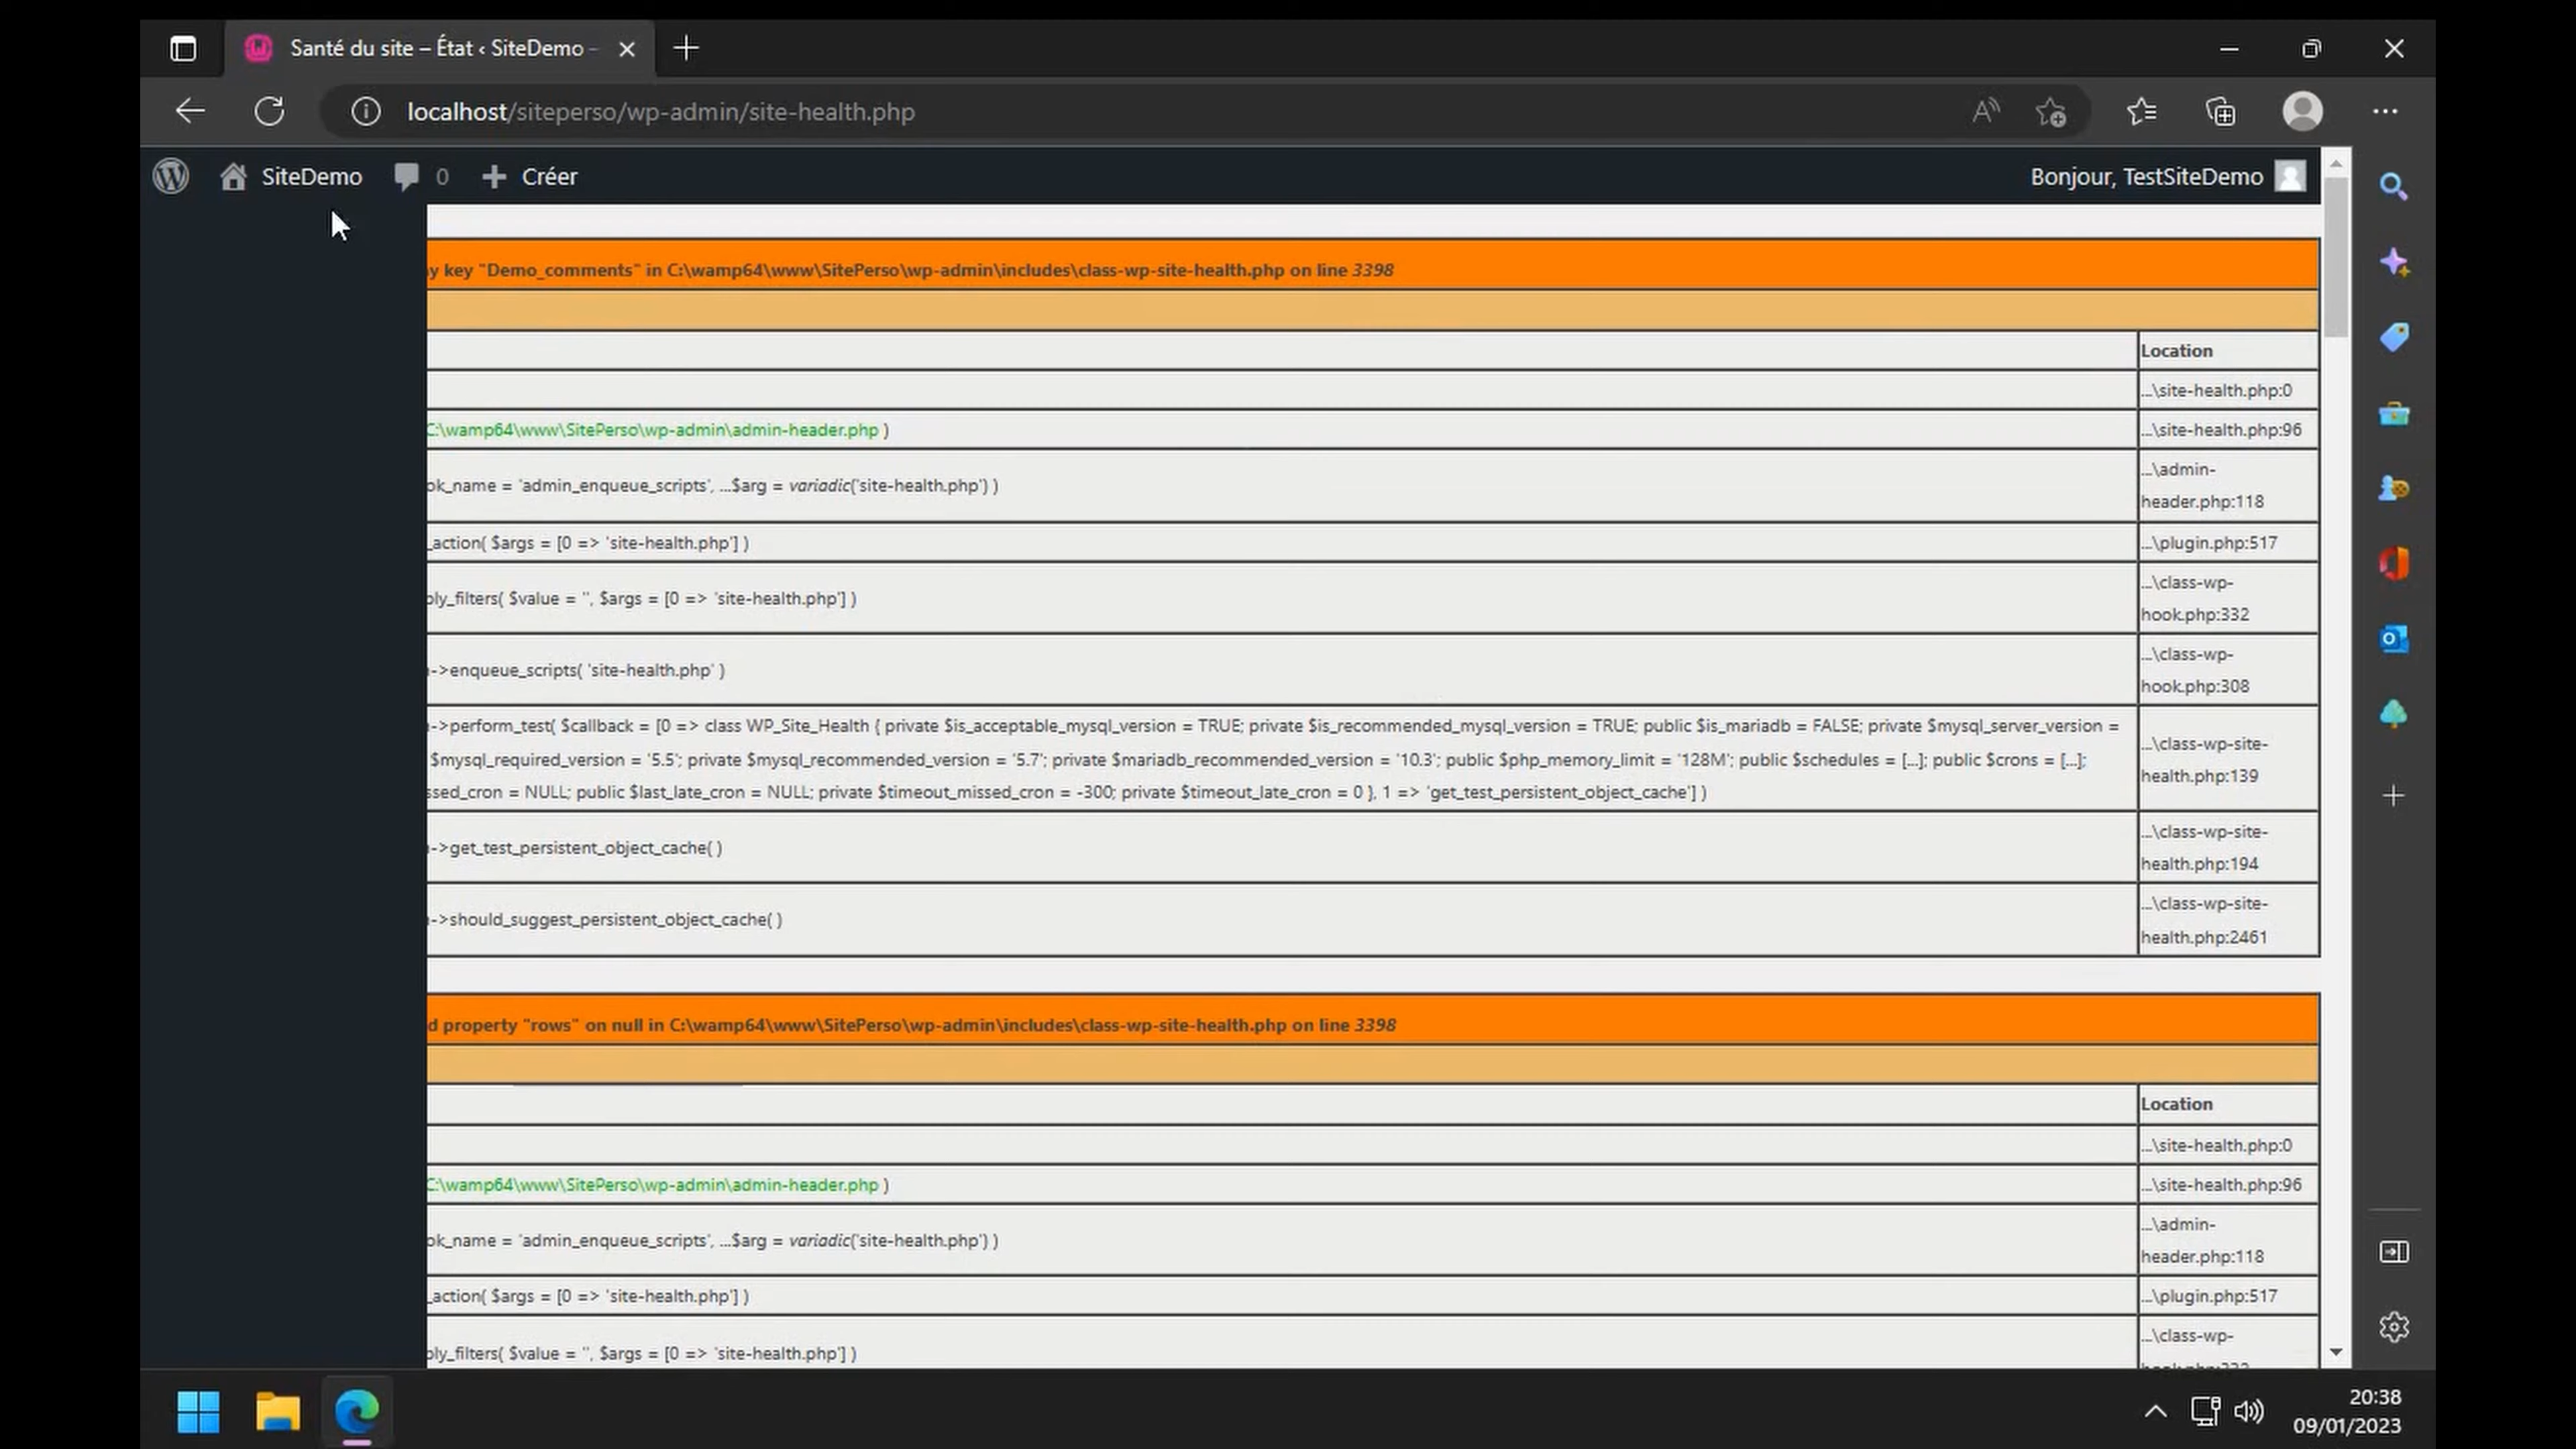 Santé du site – État ‹ SiteDemo –
localhost/siteperso/wp-admin/site-health.php
SiteDemo 0 Créer Bonjour, TestSiteDemo
y key "Demo_comments" in C:\wamp64\www\SitePerso\wp-admin\includes\class-wp-site-health.php on line 3398
Location
...\site-health.php:0
C:\wamp64\www\SitePerso\wp-admin\admin-header.php )
...\site-health.php:96
ok_name = 'admin_enqueue_scripts', ...$arg = variadic('site-health.php') )
...\admin-
header.php:118
_action( $args = [0 => 'site-health.php'] )
...\plugin.php:517
ply_filters( $value = '', $args = [0 => 'site-health.php'] )
...\class-wp-
hook.php:332
->enqueue_scripts( 'site-health.php' )
...\class-wp-
hook.php:308
->perform_test( $callback = [0 => class WP_Site_Health { private $is_acceptable_mysql_version = TRUE; private $is_recommended_mysql_version = TRUE; public $is_mariadb = FALSE; private $mysql_server_version =
$mysql_required_version = '5.5'; private $mysql_recommended_version = '5.7'; private $mariadb_recommended_version = '10.3'; public $php_memory_limit = '128M'; public $schedules = [...]; public $crons = [...];
ssed_cron = NULL; public $last_late_cron = NULL; private $timeout_missed_cron = -300; private $timeout_late_cron = 0 }, 1 => 'get_test_persistent_object_cache'] )
...\class-wp-site-
health.php:139
->get_test_persistent_object_cache( )
...\class-wp-site-
health.php:194
->should_suggest_persistent_object_cache( )
...\class-wp-site-
health.php:2461
d property "rows" on null in C:\wamp64\www\SitePerso\wp-admin\includes\class-wp-site-health.php on line 3398
Location
...\site-health.php:0
C:\wamp64\www\SitePerso\wp-admin\admin-header.php )
...\site-health.php:96
ok_name = 'admin_enqueue_scripts', ...$arg = variadic('site-health.php') )
...\admin-
header.php:118
_action( $args = [0 => 'site-health.php'] )
...\plugin.php:517
ply_filters( $value = '', $args = [0 => 'site-health.php'] )
...\class-wp-
20:38
09/01/2023